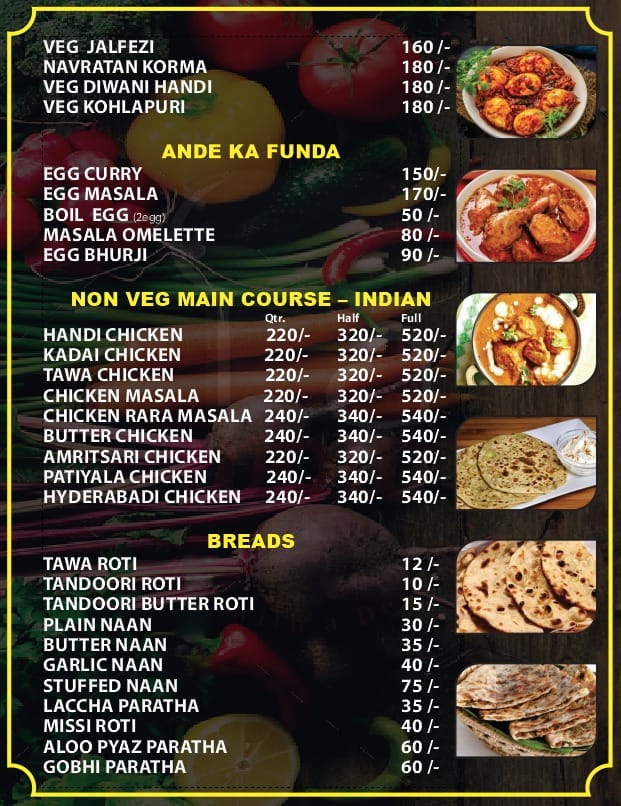 VEG JALFEZI 160 /-
NAVRATAN KORMA 180 /-
VEG DIWANI HANDI 180 /-
VEG KOHLAPURI 180 /-
ANDE KA FUNDA
EGG CURRY 150/-
EGG MASALA 170/-
BOIL EGG (2egg) 50 /-
MASALA OMELETTE 80 /-
EGG BHURJI 90 /-
NON VEG MAIN COURSE – INDIAN
Qtr. Half Full
HANDI CHICKEN 220/- 320/- 520/-
KADAI CHICKEN 220/- 320/- 520/-
TAWA CHICKEN 220/- 320/- 520/-
CHICKEN MASALA 220/- 320/- 520/-
CHICKEN RARA MASALA 240/- 340/- 540/-
BUTTER CHICKEN 240/- 340/- 540/-
AMRITSARI CHICKEN 220/- 320/- 520/-
PATIYALA CHICKEN 240/- 340/- 540/-
HYDERABADI CHICKEN 240/- 340/- 540/-
BREADS
TAWA ROTI 12 /-
TANDOORI ROTI 10 /-
TANDOORI BUTTER ROTI 15 /-
PLAIN NAAN 30 /-
BUTTER NAAN 35 /-
GARLIC NAAN 40 /-
STUFFED NAAN 75 /-
LACCHA PARATHA 35 /-
MISSI ROTI 40 /-
ALOO PYAZ PARATHA 60 /-
GOBHI PARATHA 60 /-